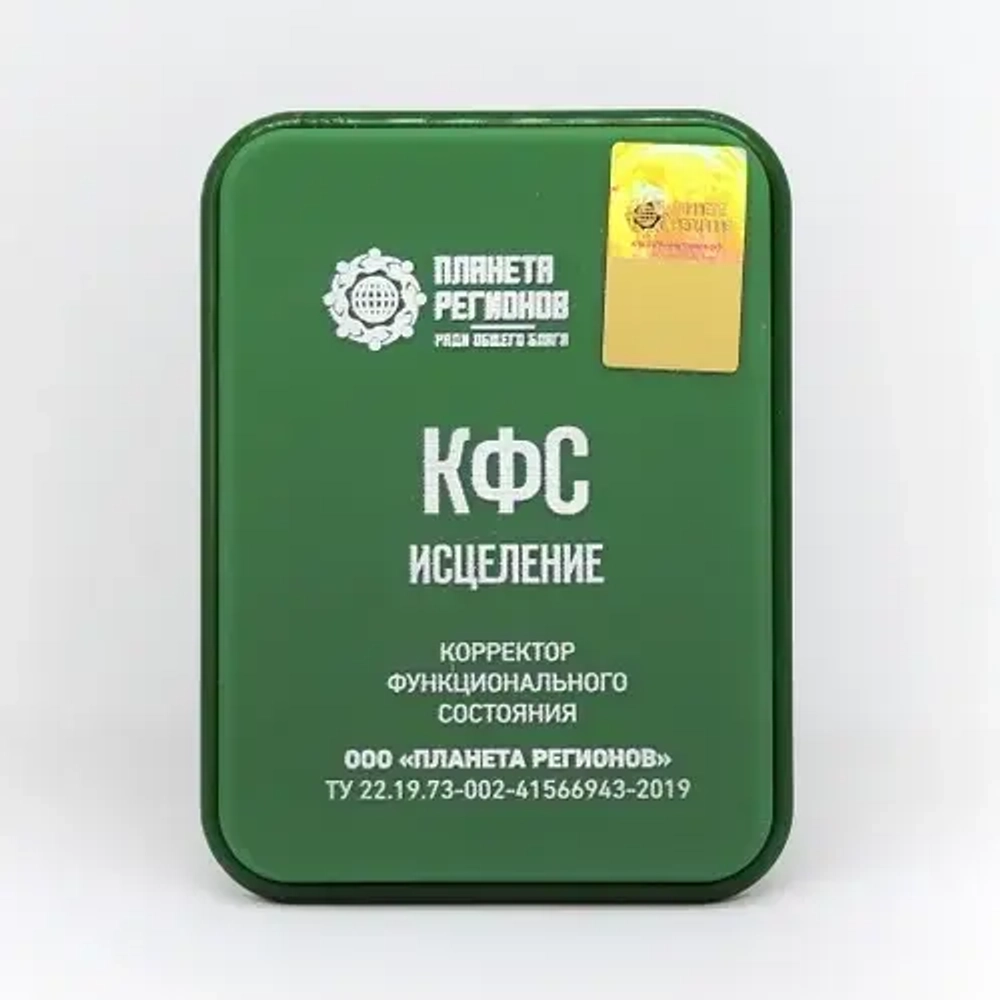 ПЛАНЕТА
РЕГИОНОВ
РАДИ ОБЩЕГО БЛАГА
КФС
ИСЦЕЛЕНИЕ
КОРРЕКТОР
ФУНКЦИОНАЛЬНОГО
СОСТОЯНИЯ
ООО «ПЛАНЕТА РЕГИОНОВ»
ТУ 22.19.73-002-41566943-2019